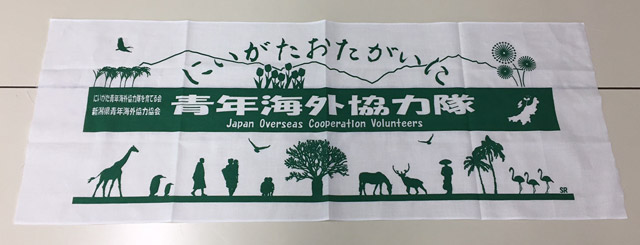 にいがたおたがいに
にいがた青年海外協力隊を育てる会
新潟県青年海外協力協会
青年海外協力隊
Japan Overseas Cooperation Volunteers
SR